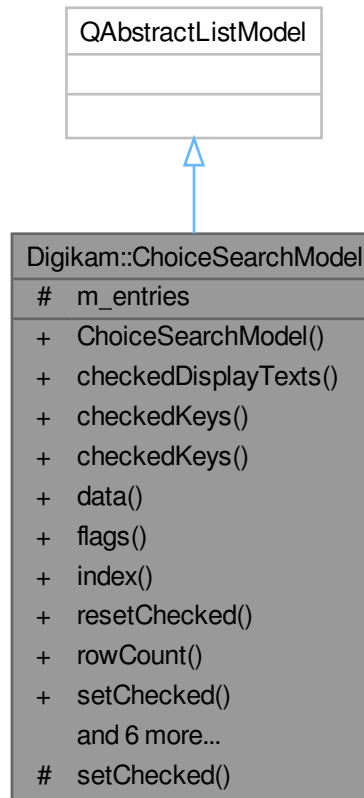 QAbstractListModel
Digikam::ChoiceSearchModel
# m_entries
+ ChoiceSearchModel()
+ checkedDisplayTexts()
+ checkedKeys()
+ checkedKeys()
+ data()
+ flags()
+ index()
+ resetChecked()
+ rowCount()
+ setChecked()
and 6 more...
# setChecked()